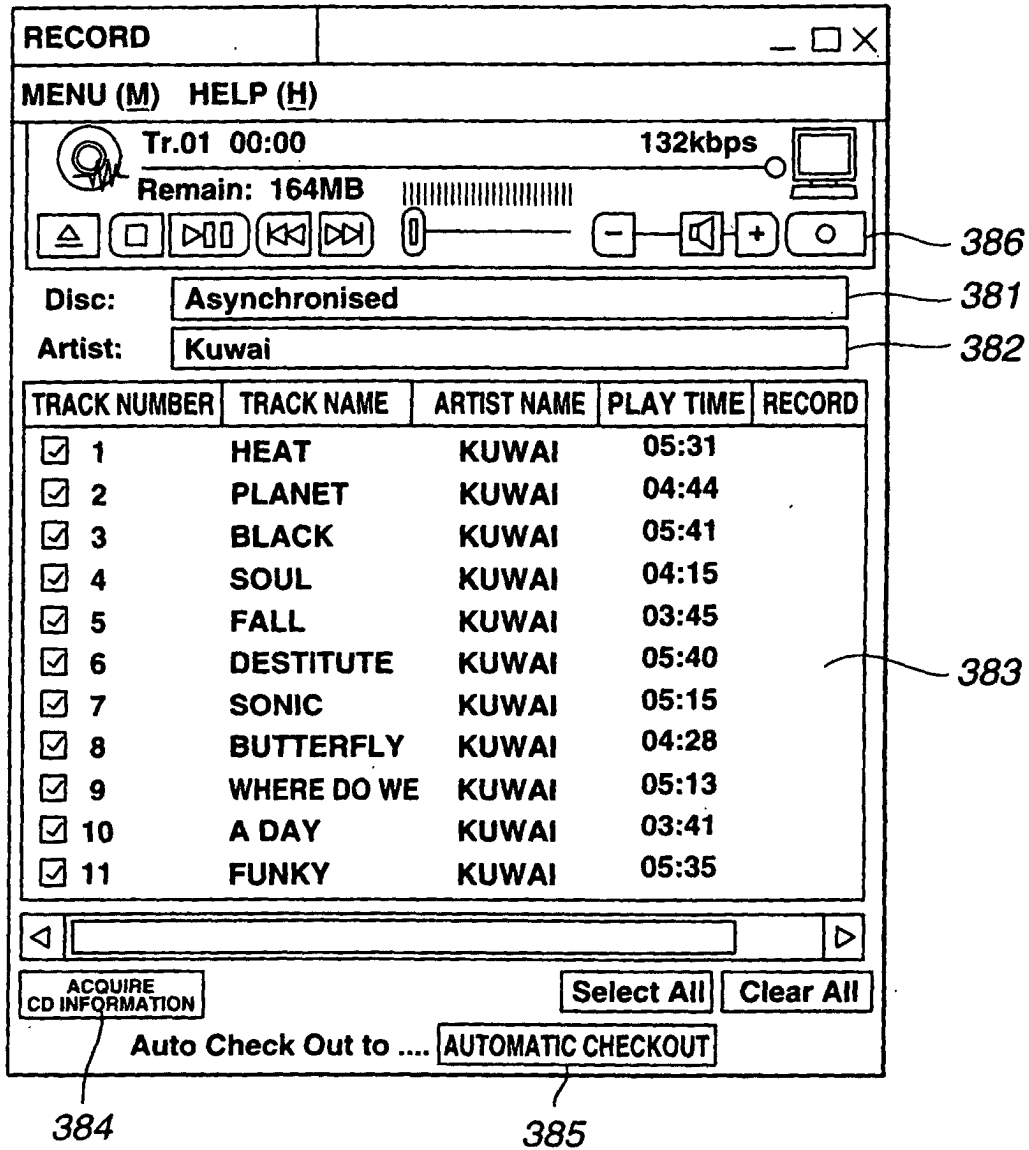 RECORD
MENU (M) HELP (H)
Tr.01 00:00 132kbps
Remain: 164MB
- +
386
Disc: Asynchronised 381
Artist: Kuwai 382
TRACK NUMBER TRACK NAME ARTIST NAME PLAY TIME RECORD
1 HEAT KUWAI 05:31
2 PLANET KUWAI 04:44
3 BLACK KUWAI 05:41
4 SOUL KUWAI 04:15
5 FALL KUWAI 03:45
6 DESTITUTE KUWAI 05:40
383
7 SONIC KUWAI 05:15
8 BUTTERFLY KUWAI 04:28
9 WHERE DO WE KUWAI 05:13
10 A DAY KUWAI 03:41
11 FUNKY KUWAI 05:35
ACQUIRE
CD INFORMATION
Select All Clear All
Auto Check Out to .... AUTOMATIC CHECKOUT
384 385